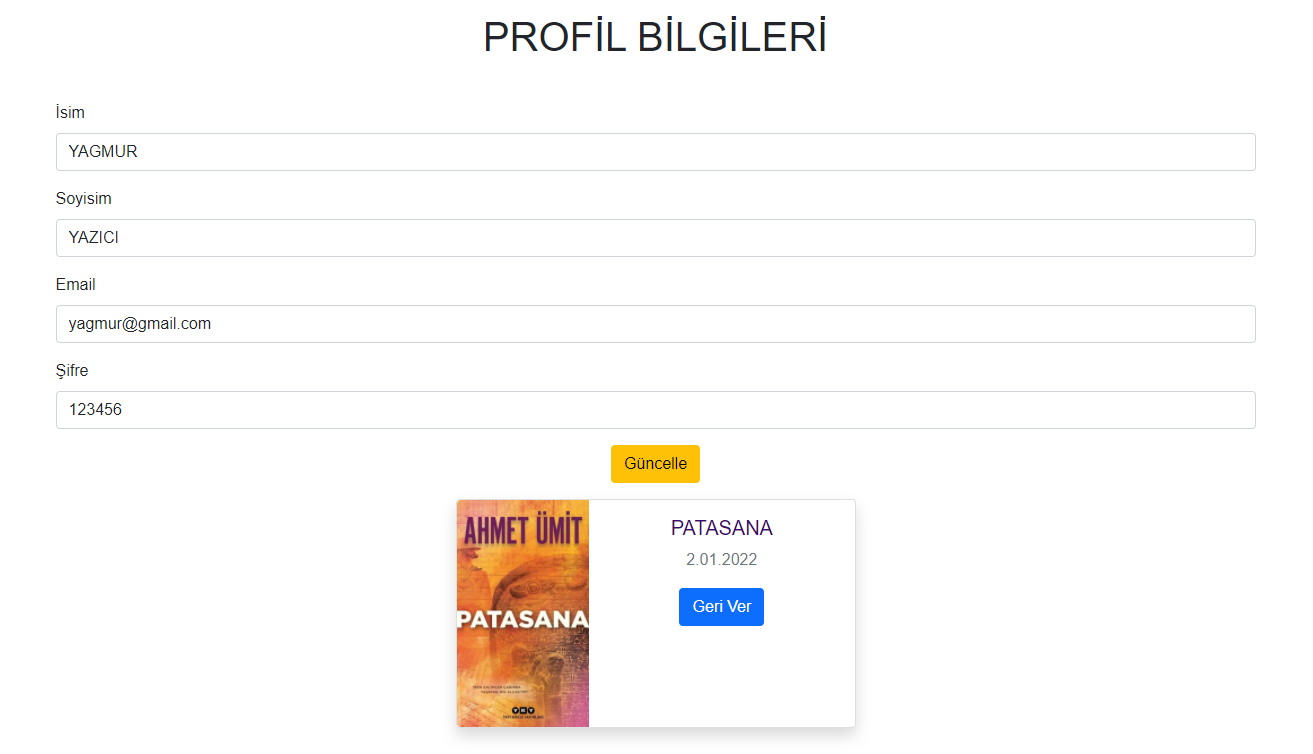 PROFİL BİLGİLERİ
İsim
YAGMUR
Soyisim
YAZICI
Email
yagmur@gmail.com
Şifre
123456
Güncelle
AHMET ÜMİT
PATASANA
PATASANA
2.01.2022
Geri Ver